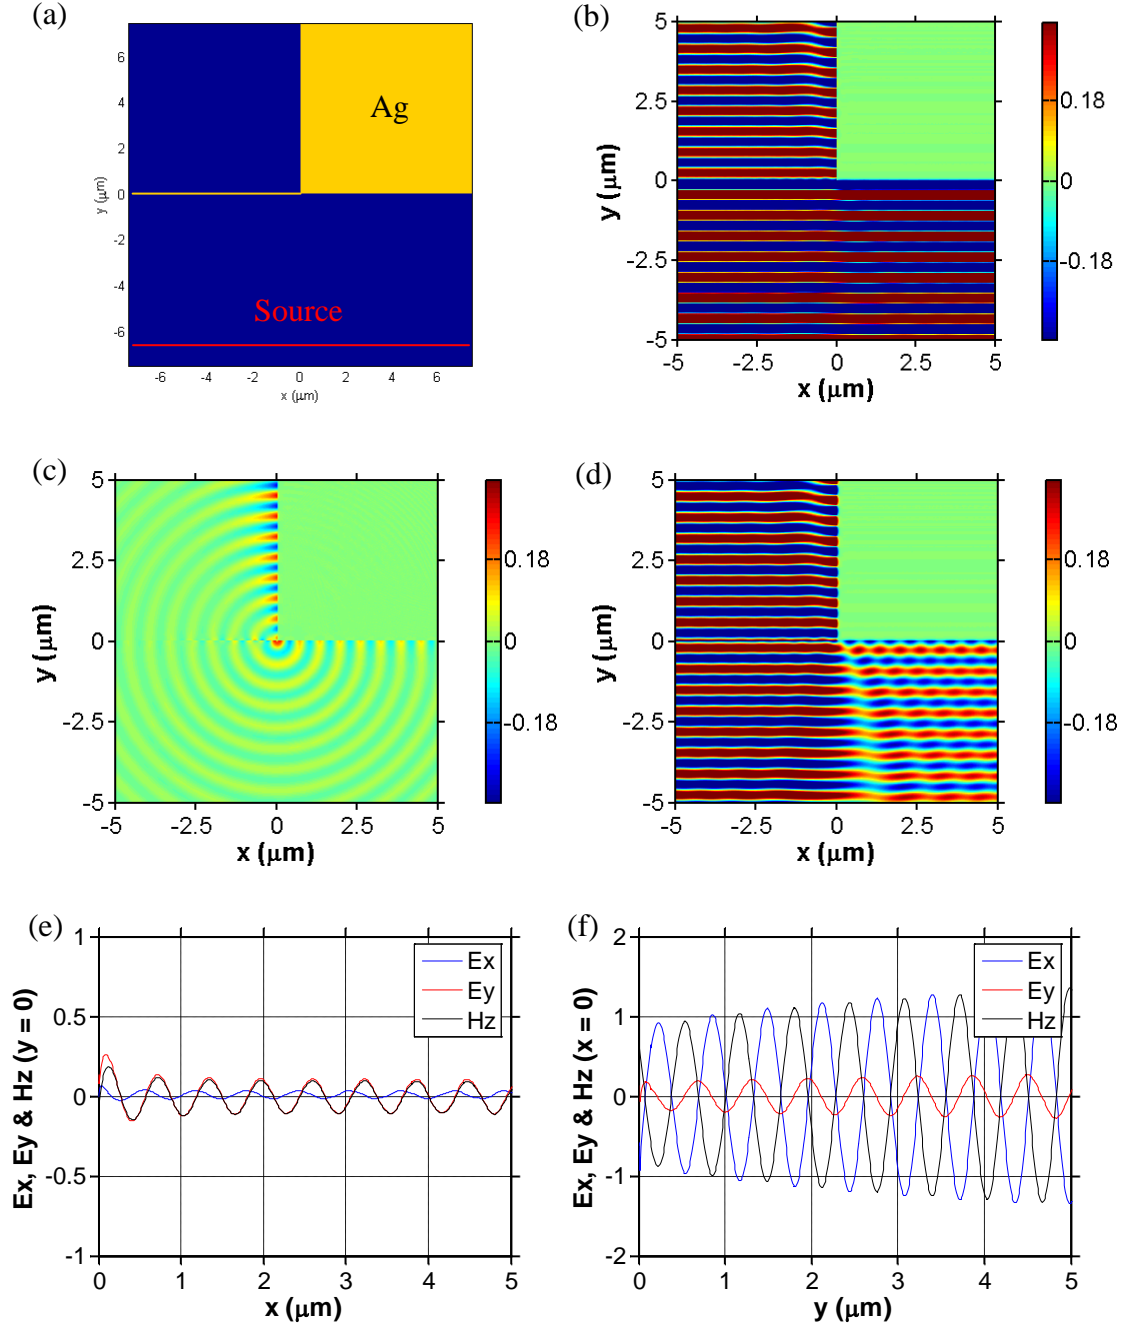 (a)
6
4
2
0
-2
-4
-6
y (μm)
Ag
Source
-6 -4 -2 0 2 4 6
x (μm)
(b)
5
2.5
0
-2.5
-5
y (μm)
-5 -2.5 0 2.5 5
x (μm)
0.18
0
-0.18
(c)
5
2.5
0
-2.5
-5
y (μm)
-5 -2.5 0 2.5 5
x (μm)
0.18
0
-0.18
(d)
5
2.5
0
-2.5
-5
y (μm)
-5 -2.5 0 2.5 5
x (μm)
0.18
0
-0.18
(e)
1
0.5
0
-0.5
-1
Ex, Ey & Hz (y = 0)
Ex
Ey
Hz
0 1 2 3 4 5
x (μm)
(f)
2
1
0
-1
-2
Ex, Ey & Hz (x = 0)
Ex
Ey
Hz
0 1 2 3 4 5
y (μm)